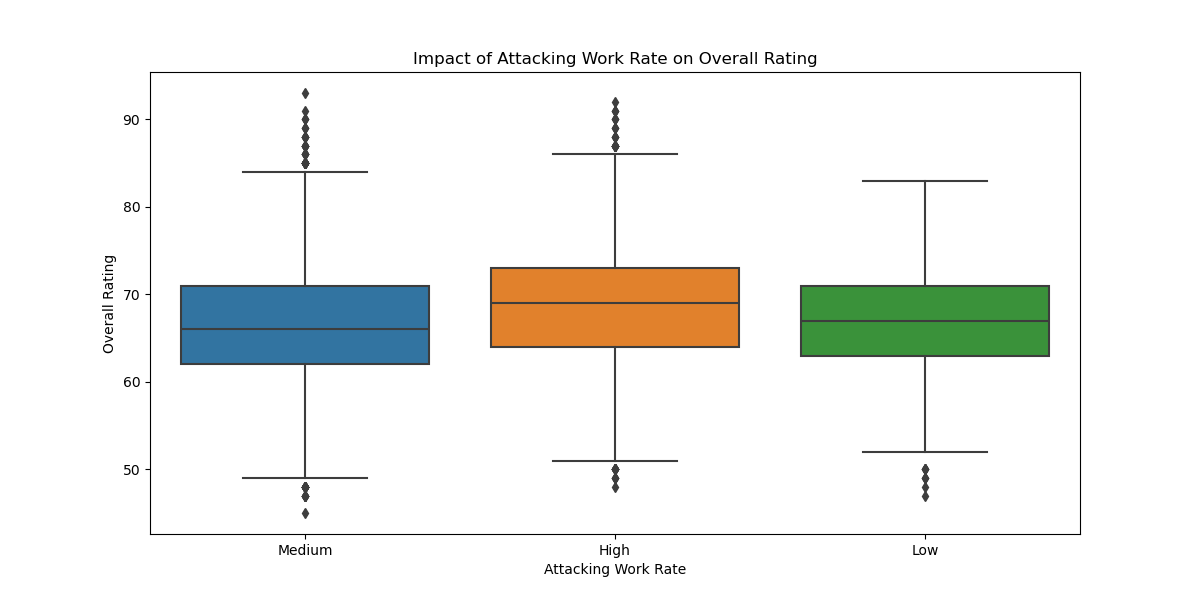 Impact of Attacking Work Rate on Overall Rating
90
80
70
60
50
Overall Rating
Medium
High
Low
Attacking Work Rate